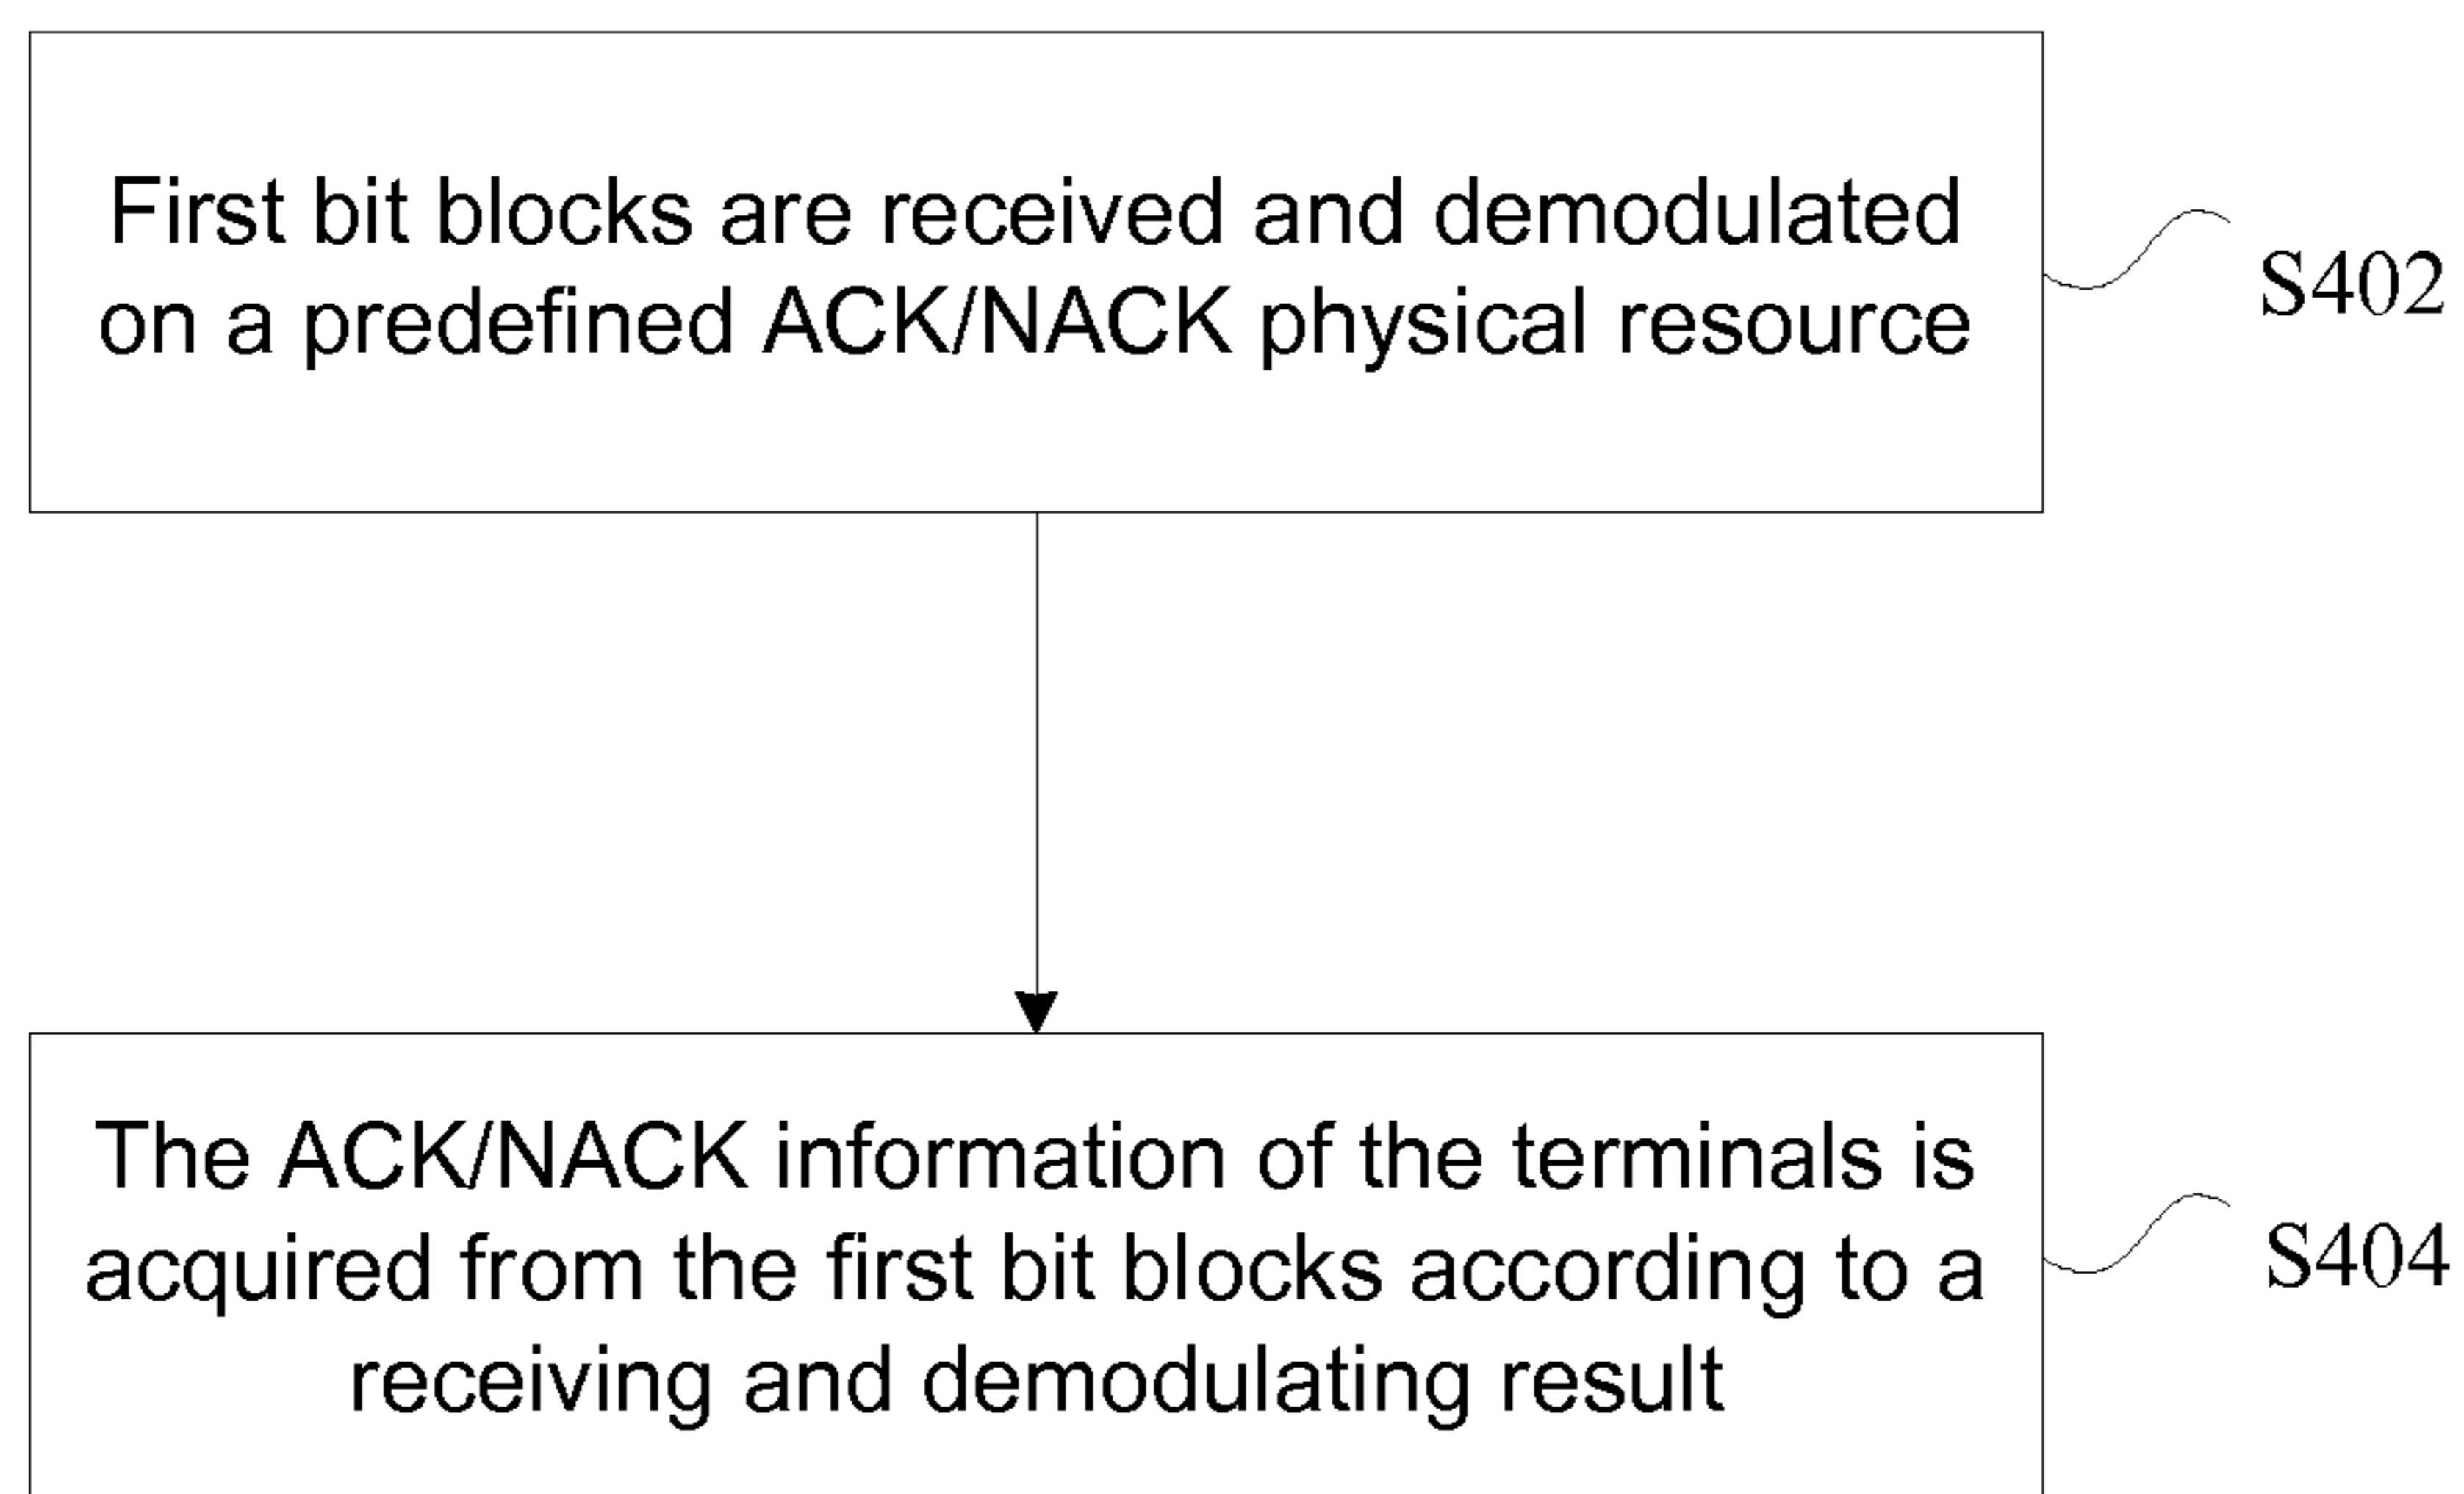 First bit blocks are received and demodulated
on a predefined ACK/NACK physical resource
S402
The ACK/NACK information of the terminals is
acquired from the first bit blocks according to a
receiving and demodulating result
S404